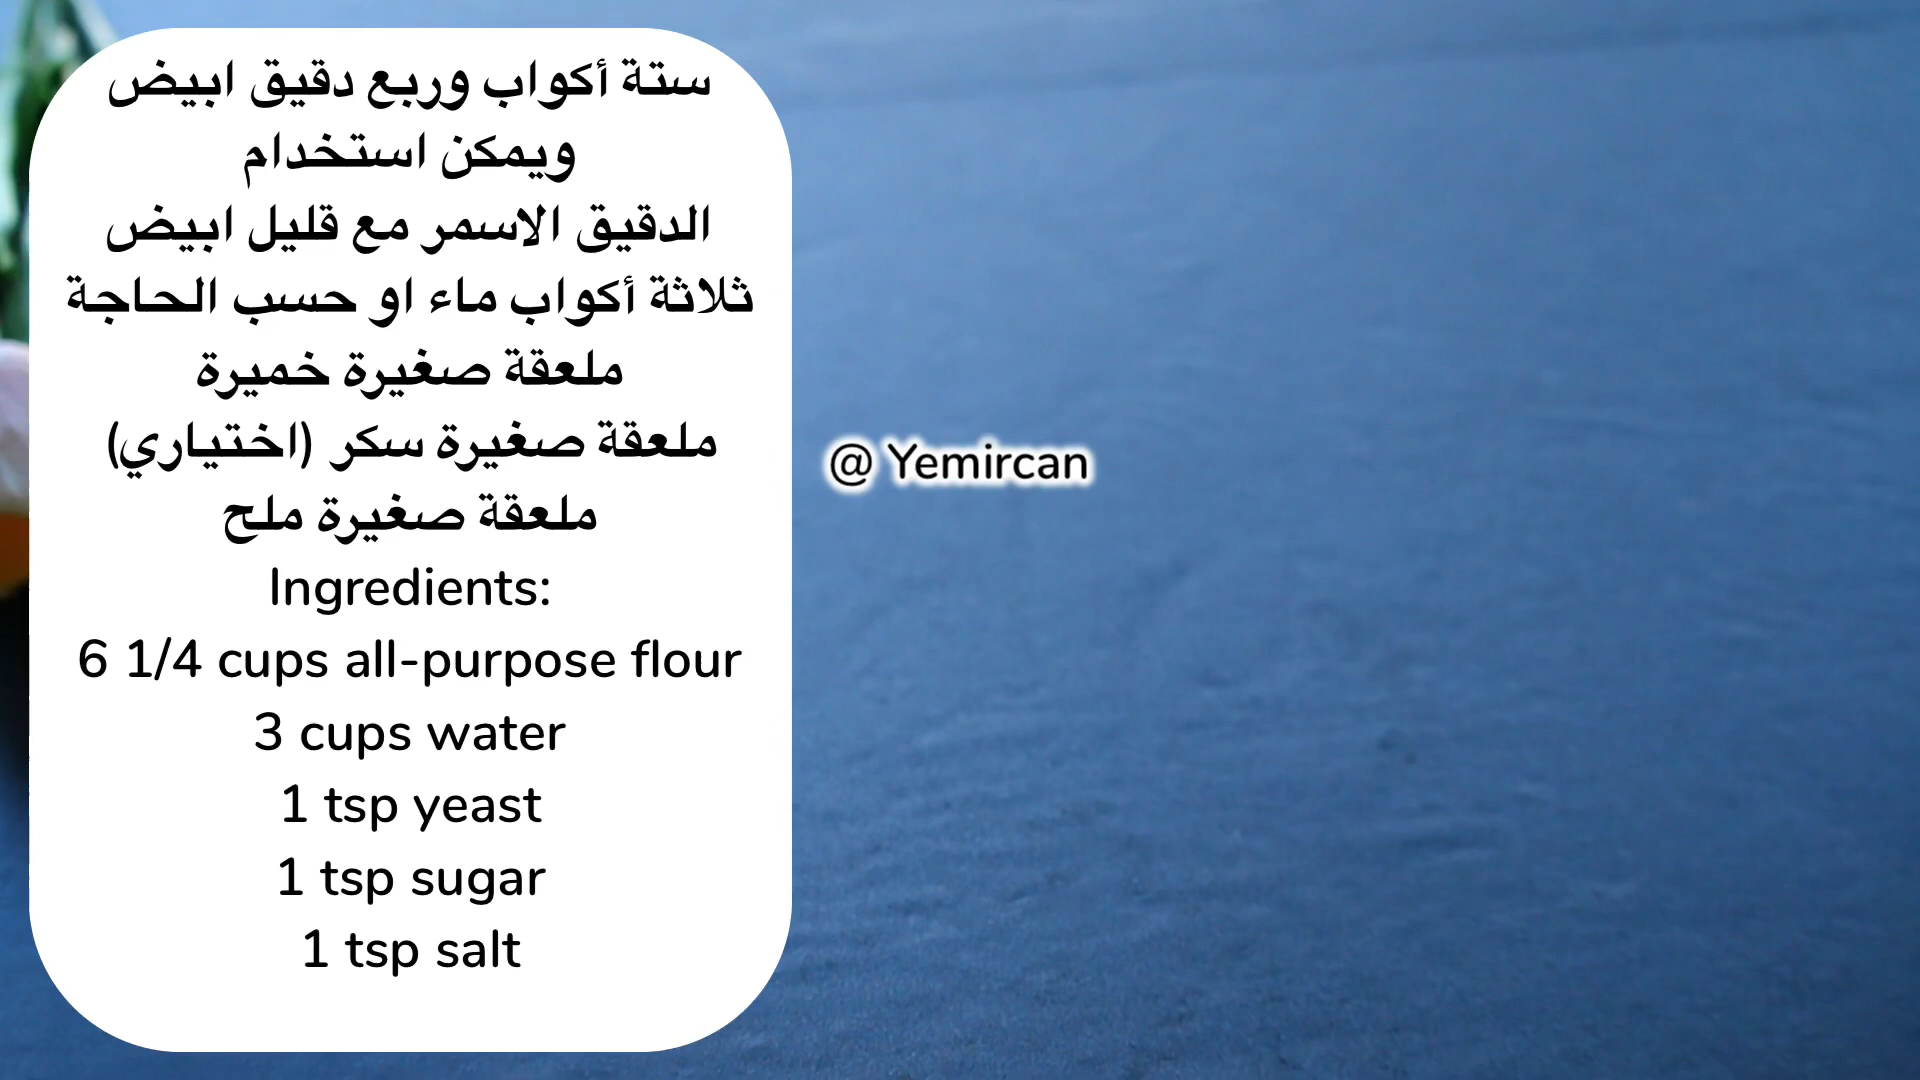 ستة أكواب وربع دقيق ابيض
ويمكن استخدام
الدقيق الاسمر مع قليل ابيض
ثلاثة أكواب ماء او حسب الحاجة
ملعقة صغيرة خميرة
ملعقة صغيرة سكر (اختياري)
ملعقة صغيرة ملح
Ingredients:
6 1/4 cups all-purpose flour
3 cups water
1 tsp yeast
1 tsp sugar
1 tsp salt
@ Yemircan